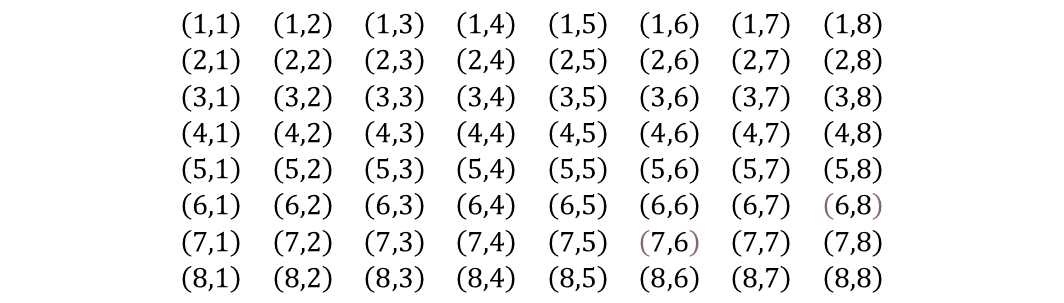 (1,1) (1,2) (1,3) (1,4) (1,5) (1,6) (1,7) (1,8)
(2,1) (2,2) (2,3) (2,4) (2,5) (2,6) (2,7) (2,8)
(3,1) (3,2) (3,3) (3,4) (3,5) (3,6) (3,7) (3,8)
(4,1) (4,2) (4,3) (4,4) (4,5) (4,6) (4,7) (4,8)
(5,1) (5,2) (5,3) (5,4) (5,5) (5,6) (5,7) (5,8)
(6,1) (6,2) (6,3) (6,4) (6,5) (6,6) (6,7) (6,8)
(7,1) (7,2) (7,3) (7,4) (7,5) (7,6) (7,7) (7,8)
(8,1) (8,2) (8,3) (8,4) (8,5) (8,6) (8,7) (8,8)